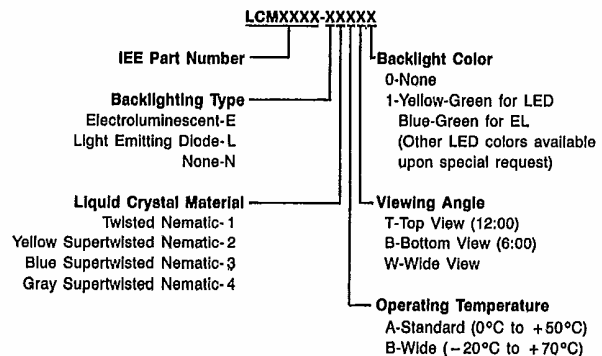 LCMXXXX-XXXXX
IEE Part Number
Backlighting Type
Electroluminescent-E
Light Emitting Diode-L
None-N
Liquid Crystal Material
Twisted Nematic-1
Yellow Supertwisted Nematic-2
Blue Supertwisted Nematic-3
Gray Supertwisted Nematic-4
Backlight Color
0-None
1-Yellow-Green for LED
Blue-Green for EL
(Other LED colors available
upon special request)
Viewing Angle
T-Top View (12:00)
B-Bottom View (6:00)
W-Wide View
Operating Temperature
A-Standard (0°C to +50°C)
B-Wide (−20°C to +70°C)